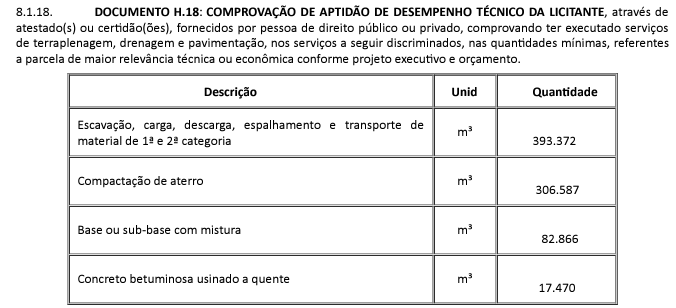 8.1.18. DOCUMENTO H.18: COMPROVAÇÃO DE APTIDÃO DE DESEMPENHO TÉCNICO DA LICITANTE, através de
atestado(s) ou certidão(ões), fornecidos por pessoa de direito público ou privado, comprovando ter executado serviços
de terraplenagem, drenagem e pavimentação, nos serviços a seguir discriminados, nas quantidades mínimas, referentes
a parcela de maior relevância técnica ou econômica conforme projeto executivo e orçamento.
Descrição Unid Quantidade
Escavação, carga, descarga, espalhamento e transporte de
material de 1ª e 2ª categoria m³ 393.372
Compactação de aterro m³ 306.587
Base ou sub-base com mistura m³ 82.866
Concreto betuminosa usinado a quente m³ 17.470